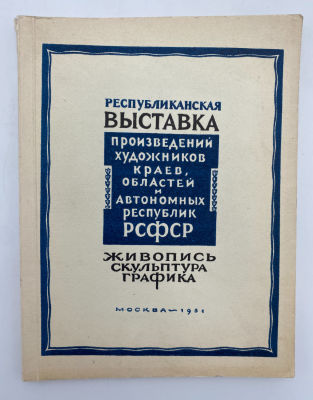 РЕСПУБЛИКАНСКАЯ
ВЫСТАВКА
ПРОИЗВЕДЕНИЙ
ХУДОЖНИКОВ
КРАЕВ,
ОБЛАСТЕЙ
И
АВТОНОМНЫХ
РЕСПУБЛИК
РСФСР
ЖИВОПИСЬ
СКУЛЬПТУРА
ГРАФИКА
МОСКВА—1951